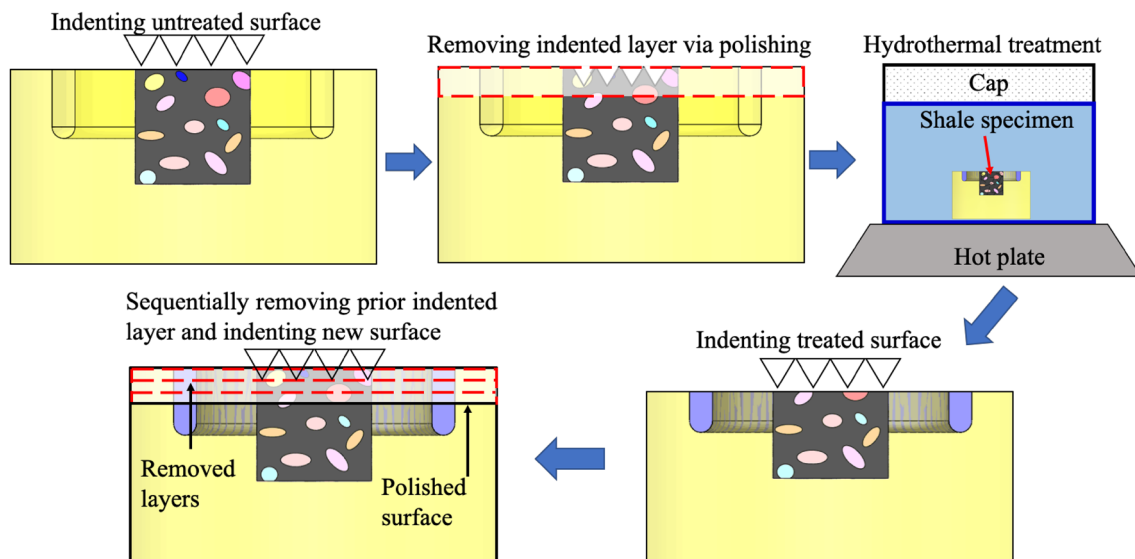 Indenting untreated surface
Removing indented layer via polishing
Hydrothermal treatment
Cap
Shale specimen
Hot plate
Indenting treated surface
Sequentially removing prior indented
layer and indenting new surface
Removed
layers
Polished
surface